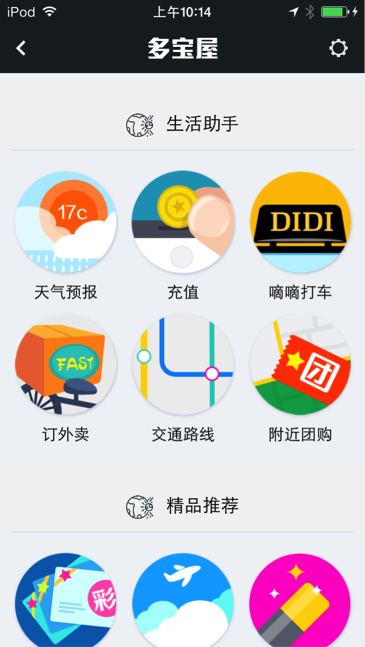 iPod 上午10:14
多宝屋
生活助手
17c
DIDI
天气预报 充值 嘀嘀打车
FAST
团
订外卖 交通路线 附近团购
精品推荐
彩